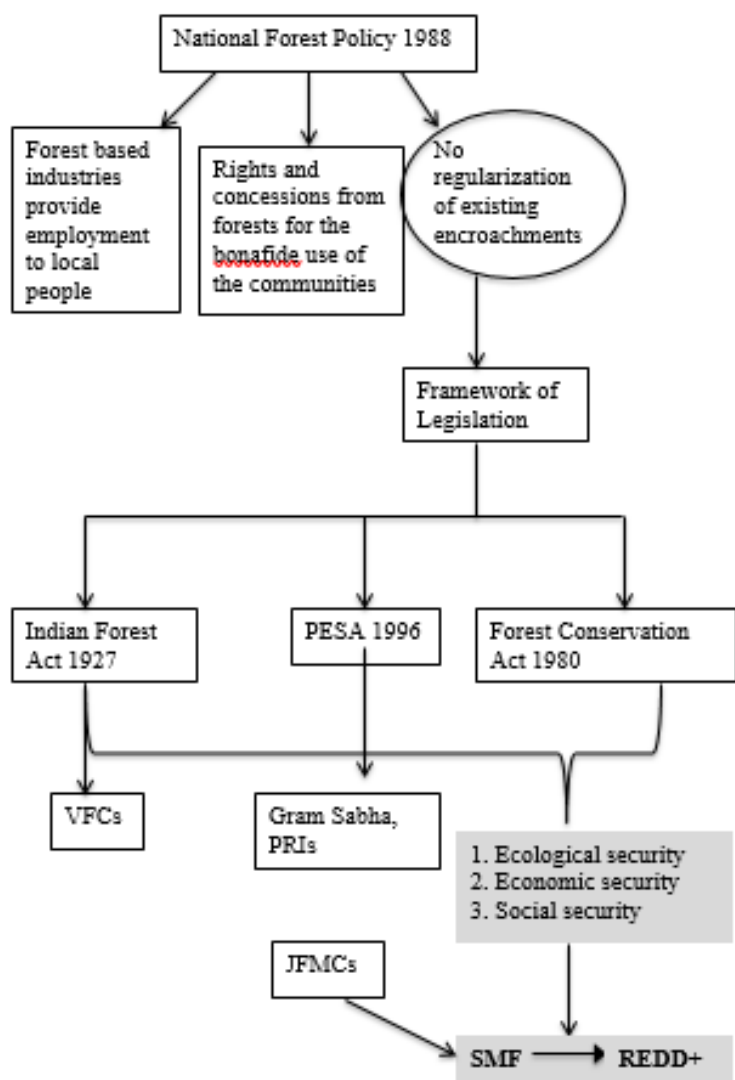 National Forest Policy 1988
Forest based
industries
provide
employment
to local
people
Rights and
concessions from
forests for the
bonafide use of
the communities
No
regularization
of existing
encroachments
Framework of
Legislation
Indian Forest
Act 1927
PESA 1996
Forest Conservation
Act 1980
VFCs
Gram Sabha,
PRIs
1. Ecological security
2. Economic security
3. Social security
JFMCs
SMF
REDD+